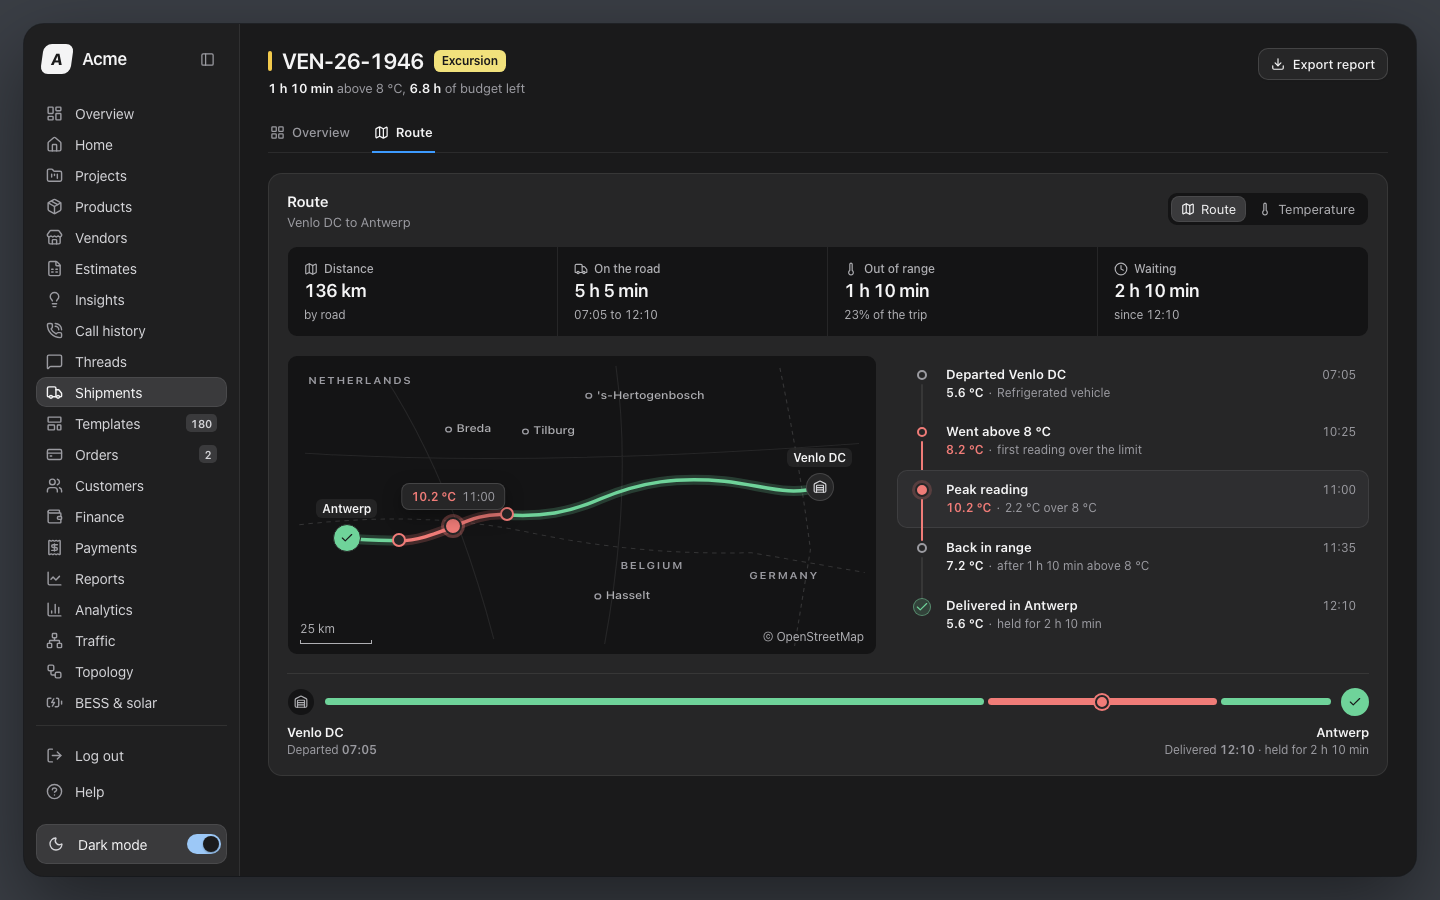 A Acme
Overview
Home
Projects
Products
Vendors
Estimates
Insights
Call history
Threads
Shipments
Templates 180
Orders 2
Customers
Finance
Payments
Reports
Analytics
Traffic
Topology
BESS & solar
Log out
Help
Dark mode
VEN-26-1946 Excursion
1 h 10 min above 8 °C, 6.8 h of budget left
Export report
Overview Route
Route
Venlo DC to Antwerp
Route Temperature
Distance
136 km
by road
On the road
5 h 5 min
07:05 to 12:10
Out of range
1 h 10 min
23% of the trip
Waiting
2 h 10 min
since 12:10
NETHERLANDS
's-Hertogenbosch
Breda
Tilburg
Venlo DC
10.2 °C 11:00
Antwerp
BELGIUM
GERMANY
Hasselt
25 km
© OpenStreetMap
Departed Venlo DC 07:05
5.6 °C · Refrigerated vehicle
Went above 8 °C 10:25
8.2 °C · first reading over the limit
Peak reading 11:00
10.2 °C · 2.2 °C over 8 °C
Back in range 11:35
7.2 °C · after 1 h 10 min above 8 °C
Delivered in Antwerp 12:10
5.6 °C · held for 2 h 10 min
Venlo DC
Departed 07:05
Antwerp
Delivered 12:10 · held for 2 h 10 min